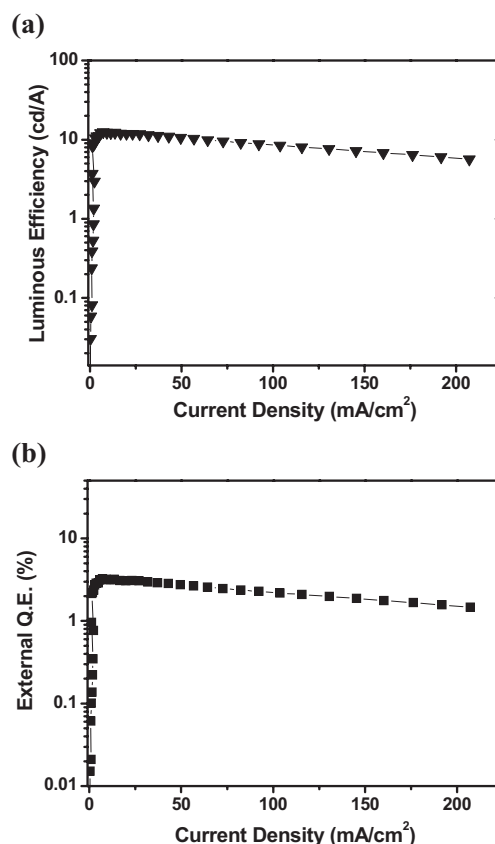 (a)
Luminous Efficiency (cd/A)
100
10
1
0.1
0 50 100 150 200
Current Density (mA/cm²)
(b)
External Q.E. (%)
10
1
0.1
0.01
0 50 100 150 200
Current Density (mA/cm²)